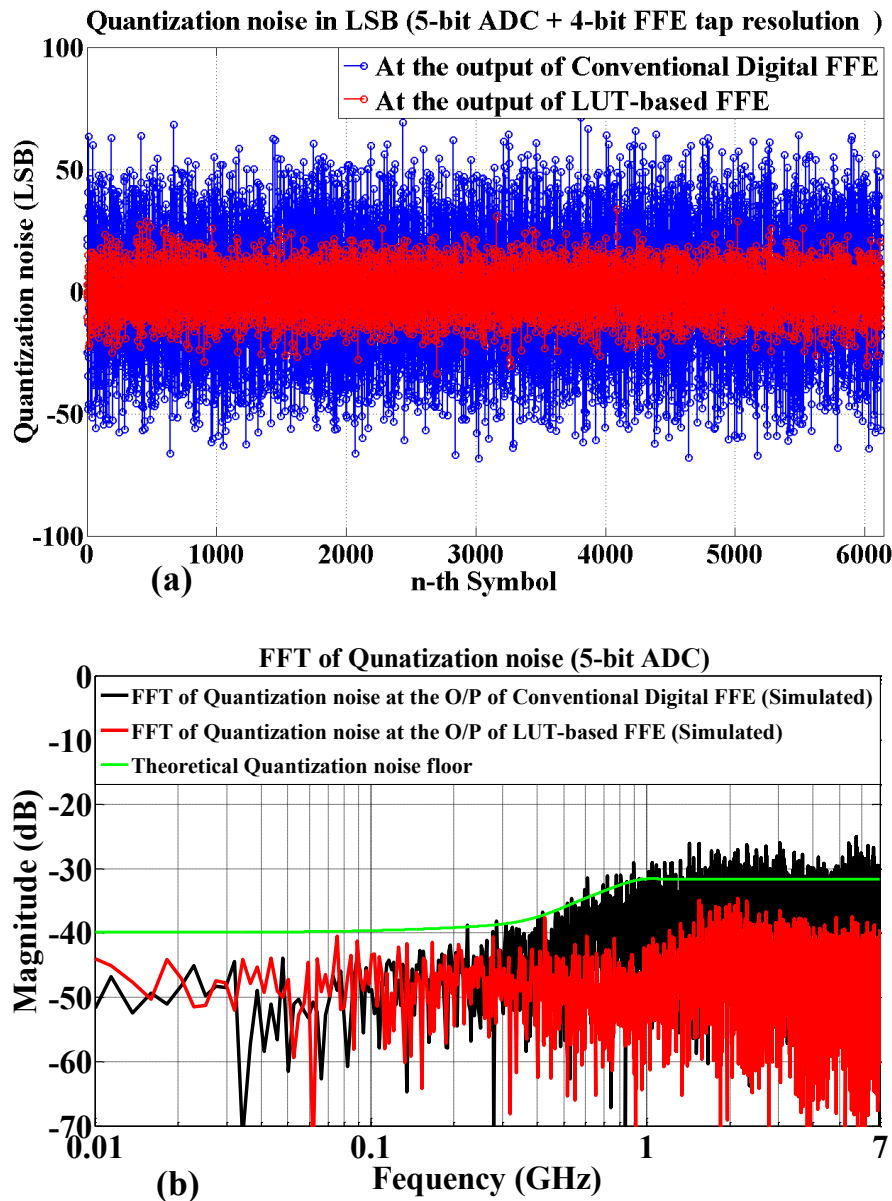 Quantization noise in LSB (5-bit ADC + 4-bit FFE tap resolution )
At the output of Conventional Digital FFE
At the output of LUT-based FFE
Quantization noise (LSB)
100
50
0
-50
-100
0 1000 2000 3000 4000 5000 6000
n-th Symbol
(a)
FFT of Qunatization noise (5-bit ADC)
FFT of Quantization noise at the O/P of Conventional Digital FFE (Simulated)
FFT of Quantization noise at the O/P of LUT-based FFE (Simulated)
Theoretical Quantization noise floor
Magnitude (dB)
0
-10
-20
-30
-40
-50
-60
-70
0.01 0.1 1 7
Fequency (GHz)
(b)